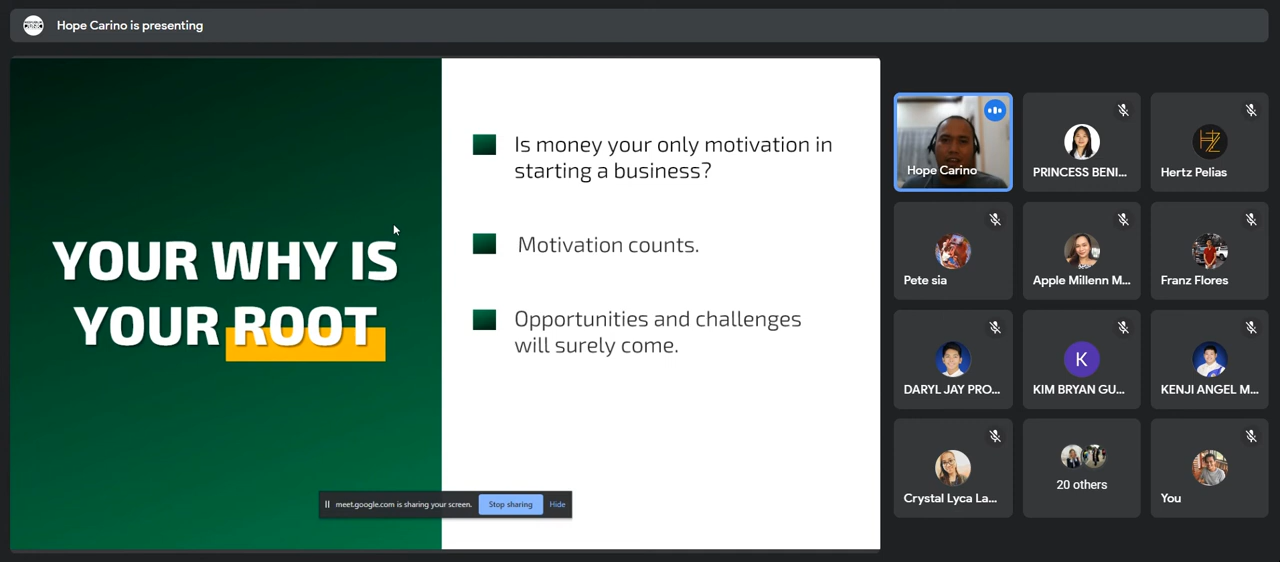 Hope Carino is presenting
YOUR WHY IS
YOUR ROOT
Is money your only motivation in
starting a business?
Motivation counts.
Opportunities and challenges
will surely come.
meet.google.com is sharing your screen.
Stop sharing
Hide
Hope Carino
PRINCESS BENI...
Hertz Pelias
HZ
Pete sia
Apple Millenn M...
Franz Flores
DARYL JAY PRO...
K
KIM BRYAN GU...
KENJI ANGEL M...
Crystal Lyca La...
20 others
You